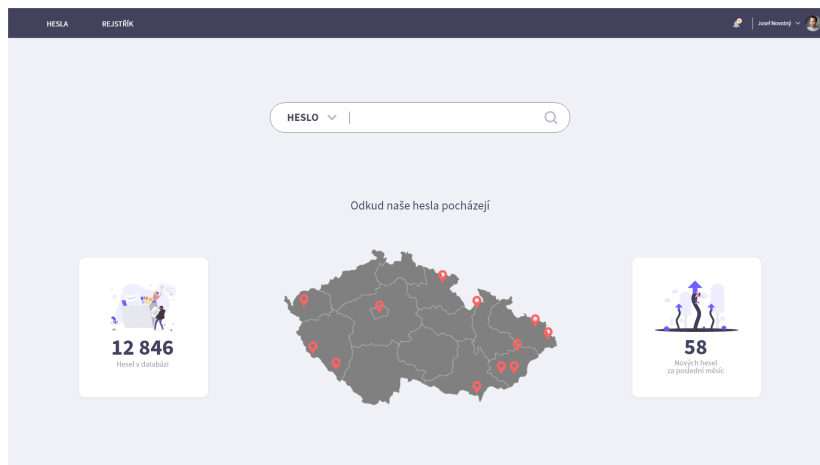 HESLA
REJSTŘÍK
Josef Novotný
HESLO
Odkud naše hesla pocházejí
12 846
Hesel v databázi
58
Nových hesel
za poslední měsíc